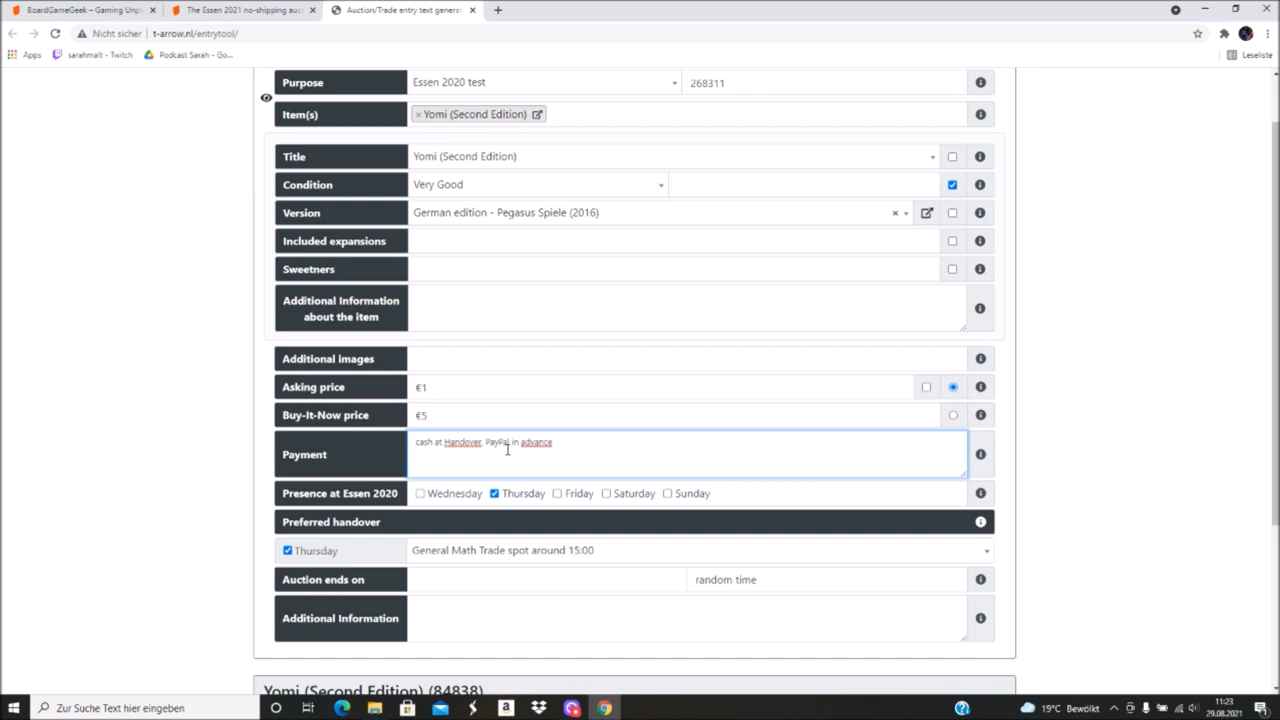 BoardGameGeek – Gaming Unpl
The Essen 2021 no-shipping auc
Auction/Trade entry text generat
Nicht sicher
t-arrow.nl/entrytool/
Apps
sarahmalt - Twitch
Podcast Sarah - Go...
Leseliste
Purpose
Essen 2020 test
268311
Item(s)
× Yomi (Second Edition)
Title
Yomi (Second Edition)
Condition
Very Good
Version
German edition - Pegasus Spiele (2016)
Included expansions
Sweetners
Additional Information
about the item
Additional images
Asking price
€1
Buy-It-Now price
€5
Payment
cash at Handover, PayPal in advance
Presence at Essen 2020
Wednesday
Thursday
Friday
Saturday
Sunday
Preferred handover
Thursday
General Math Trade spot around 15:00
Auction ends on
random time
Additional Information
Yomi (Second Edition) (84838)
Zur Suche Text hier eingeben
19°C Bewölkt
11:23
29.08.2021